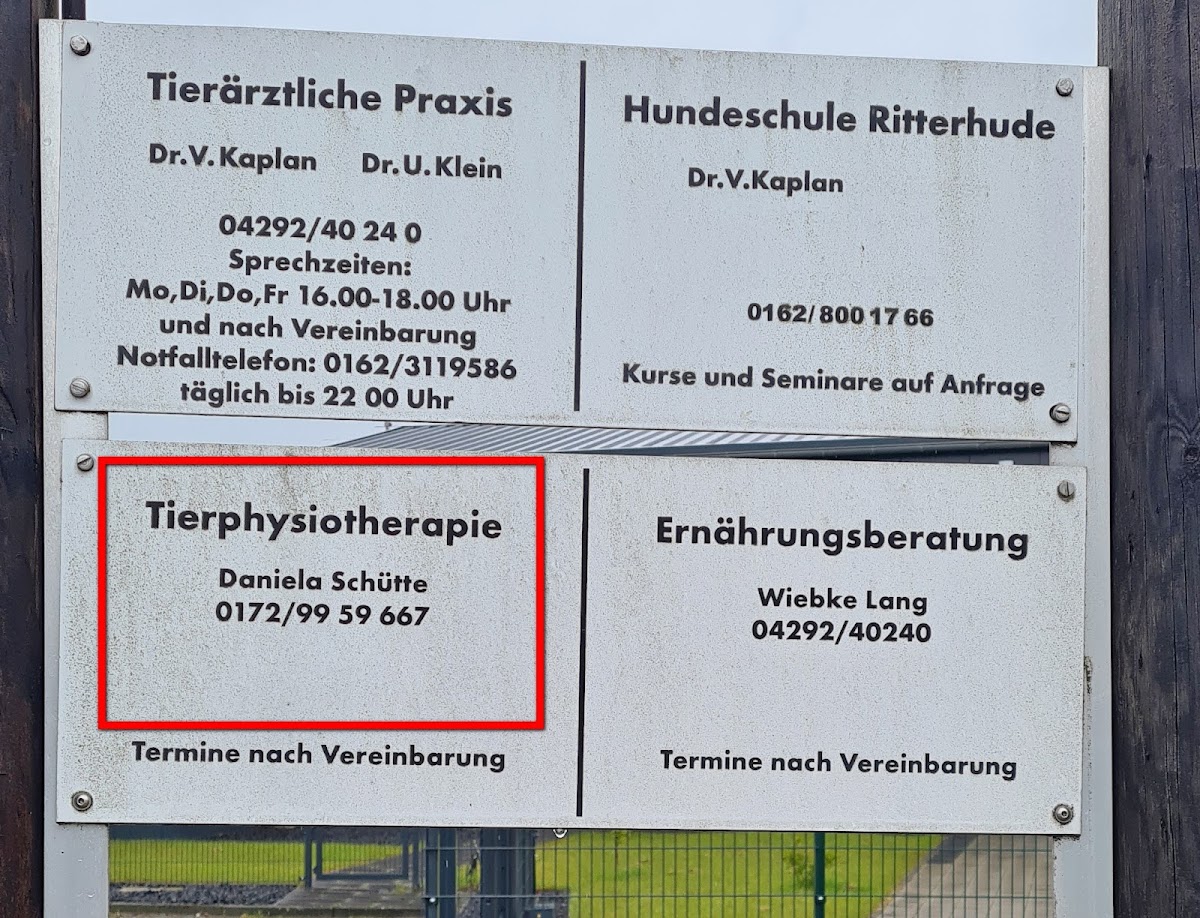 Tierärztliche Praxis
Dr.V.Kaplan Dr.U.Klein
04292/40 24 0
Sprechzeiten:
Mo,Di,Do,Fr 16.00-18.00 Uhr
und nach Vereinbarung
Notfalltelefon: 0162/3119586
täglich bis 22 00 Uhr
Hundeschule Ritterhude
Dr.V.Kaplan
0162/800 17 66
Kurse und Seminare auf Anfrage
Tierphysiotherapie
Daniela Schütte
0172/99 59 667
Termine nach Vereinbarung
Ernährungsberatung
Wiebke Lang
04292/40240
Termine nach Vereinbarung